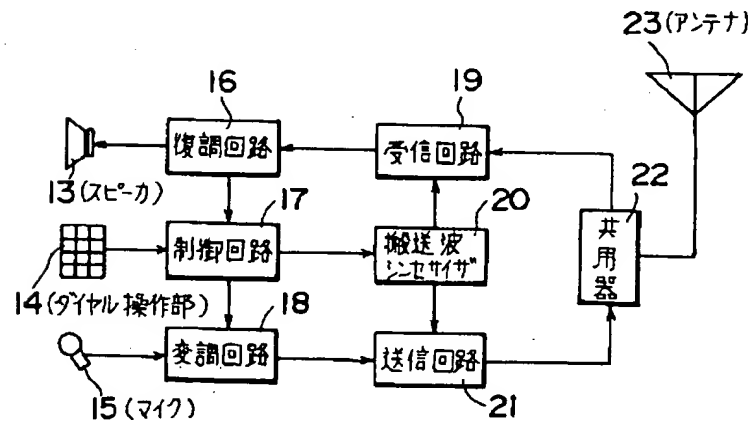 23(アンテナ)
16
19
復調回路
受信回路
13(スピーカ)
17
20
22
制御回路
搬送波
シンセサイザ
共用器
14(ダイヤル操作部)
18
変調回路
送信回路
15(マイク)
21